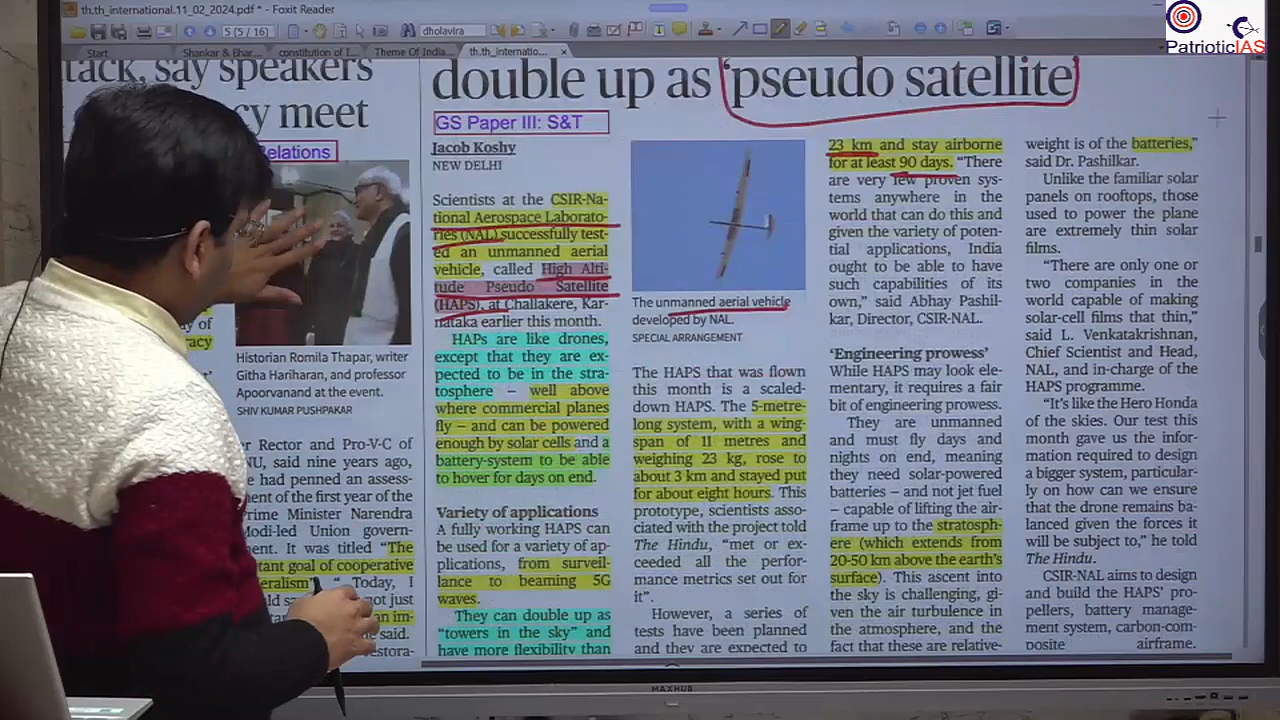 th.th_international.11_02_2024.pdf * - Foxit Reader
PatrioticIAS
5 (5 / 16)
dholavira
Start
Shankar & Bhar...
constitution of I...
Theme Of India...
th.th_internatio...
tack, say speakers
cy meet
elations
Historian Romila Thapar, writer
Githa Hariharan, and professor
Apoorvanand at the event.
SHIV KUMAR PUSHPAKAR
er Rector and Pro-V-C of
NU, said nine years ago,
e had penned an assess-
ent of the first year of the
rime Minister Narendra
Modi-led Union govern-
ent. It was titled “The
tant goal of cooperative
eralism”. “ Today, I
not just
an im-
said.
estora-
double up as ‘pseudo satellite’
GS Paper III: S&T
Jacob Koshy
NEW DELHI
Scientists at the CSIR-Na-
tional Aerospace Laborato-
ries (NAL) successfully test-
ed an unmanned aerial
vehicle, called High Alti-
tude Pseudo Satellite
(HAPS), at Challakere, Kar-
nataka earlier this month.
HAPs are like drones,
except that they are ex-
pected to be in the stra-
tosphere – well above
where commercial planes
fly – and can be powered
enough by solar cells and a
battery-system to be able
to hover for days on end.
Variety of applications
A fully working HAPS can
be used for a variety of ap-
plications, from surveil-
lance to beaming 5G
waves.
They can double up as
“towers in the sky” and
have more flexibility than
The unmanned aerial vehicle
developed by NAL.
SPECIAL ARRANGEMENT
The HAPS that was flown
this month is a scaled-
down HAPS. The 5-metre-
long system, with a wing-
span of 11 metres and
weighing 23 kg, rose to
about 3 km and stayed put
for about eight hours. This
prototype, scientists asso-
ciated with the project told
The Hindu, “met or ex-
ceeded all the perfor-
mance metrics set out for
it”.
However, a series of
tests have been planned
and they are expected to
23 km and stay airborne
for at least 90 days. “There
are very few proven sys-
tems anywhere in the
world that can do this and
given the variety of poten-
tial applications, India
ought to be able to have
such capabilities of its
own,” said Abhay Pashil-
kar, Director, CSIR-NAL.
‘Engineering prowess’
While HAPS may look ele-
mentary, it requires a fair
bit of engineering prowess.
They are unmanned
and must fly days and
nights on end, meaning
they need solar-powered
batteries – and not jet fuel
– capable of lifting the air-
frame up to the stratosph-
ere (which extends from
20-50 km above the earth’s
surface). This ascent into
the sky is challenging, gi-
ven the air turbulence in
the atmosphere, and the
fact that these are relative-
weight is of the batteries,”
said Dr. Pashilkar.
Unlike the familiar solar
panels on rooftops, those
used to power the plane
are extremely thin solar
films.
“There are only one or
two companies in the
world capable of making
solar-cell films that thin,”
said L. Venkatakrishnan,
Chief Scientist and Head,
NAL, and in-charge of the
HAPS programme.
“It’s like the Hero Honda
of the skies. Our test this
month gave us the infor-
mation required to design
a bigger system, particular-
ly on how can we ensure
that the drone remains ba-
lanced given the forces it
will be subject to,” he told
The Hindu.
CSIR-NAL aims to design
and build the HAPS’ pro-
pellers, battery manage-
ment system, carbon-com-
posite airframe.
MAXHUB